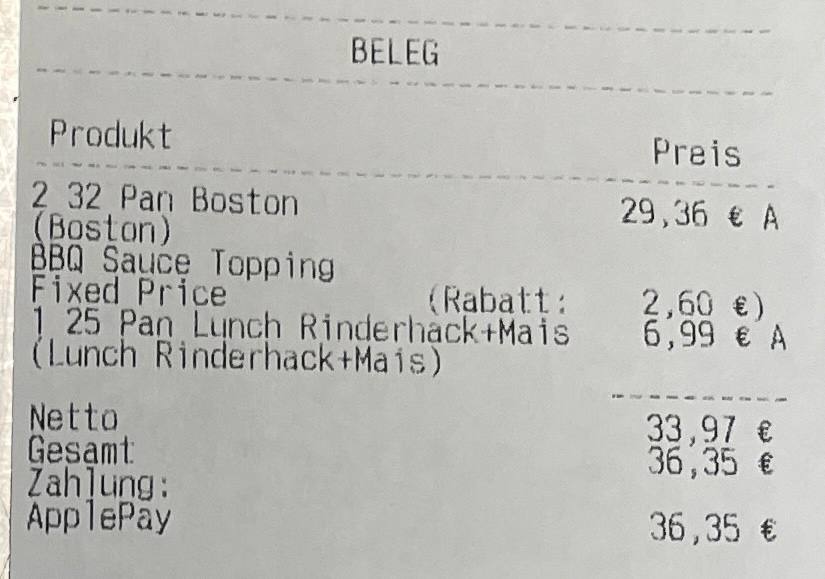 BELEG
Produkt Preis
2 32 Pan Boston 29,36 € A
(Boston)
BBQ Sauce Topping
Fixed Price (Rabatt: 2,60 €)
1 25 Pan Lunch Rinderhack+Mais 6,99 € A
(Lunch Rinderhack+Mais)
Netto 33,97 €
Gesamt 36,35 €
Zahlung:
ApplePay 36,35 €